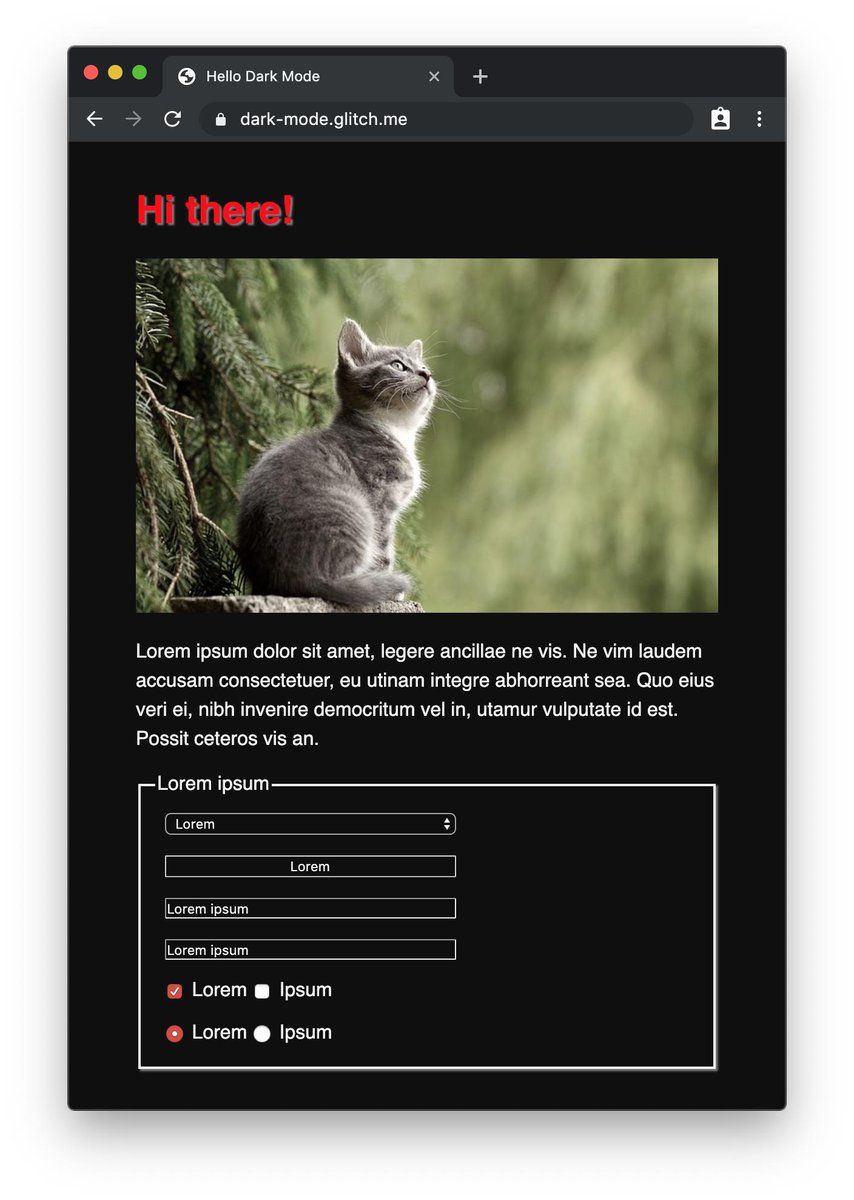 Hello Dark Mode
dark-mode.glitch.me
Hi there!
Lorem ipsum dolor sit amet, legere ancillae ne vis. Ne vim laudem
accusam consectetuer, eu utinam integre abhorreant sea. Quo eius
veri ei, nibh invenire democritum vel in, utamur vulputate id est.
Possit ceteros vis an.
Lorem ipsum
Lorem
Lorem
Lorem ipsum
Lorem ipsum
Lorem Ipsum
Lorem Ipsum